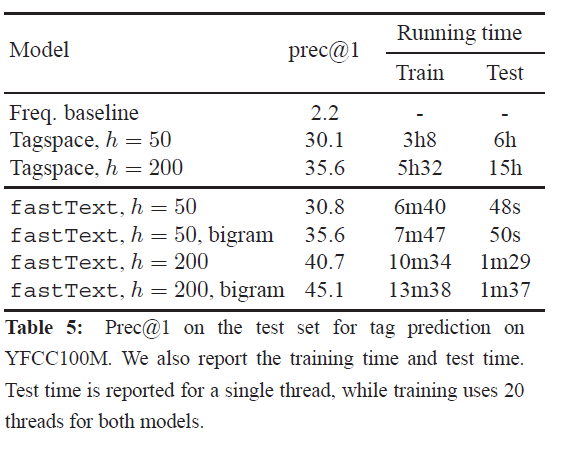 Model prec@1 Running time
Train Test
Freq. baseline 2.2 - -
Tagspace, h = 50 30.1 3h8 6h
Tagspace, h = 200 35.6 5h32 15h
fastText, h = 50 30.8 6m40 48s
fastText, h = 50, bigram 35.6 7m47 50s
fastText, h = 200 40.7 10m34 1m29
fastText, h = 200, bigram 45.1 13m38 1m37
Table 5: Prec@1 on the test set for tag prediction on
YFCC100M. We also report the training time and test time.
Test time is reported for a single thread, while training uses 20
threads for both models.